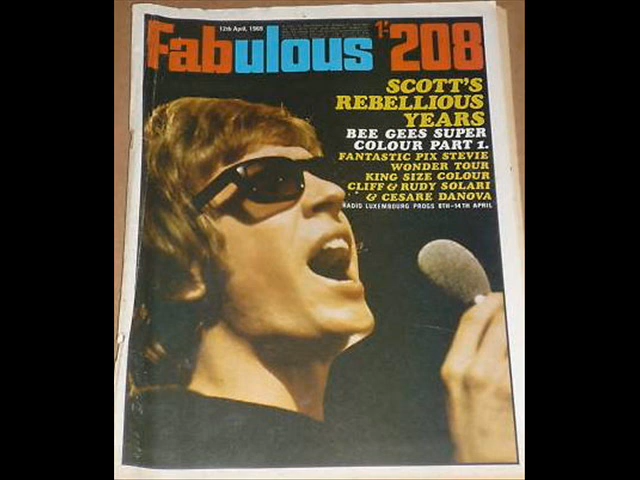 12th April, 1969
Fabulous 1/- 208
SCOTT'S
REBELLIOUS
YEARS
BEE GEES SUPER
COLOUR PART 1.
FANTASTIC PIX STEVIE
WONDER TOUR
KING SIZE COLOUR
CLIFF & RUDY SOLARI
& CESARE DANOVA
RADIO LUXEMBOURG PROGS 8TH-14TH APRIL